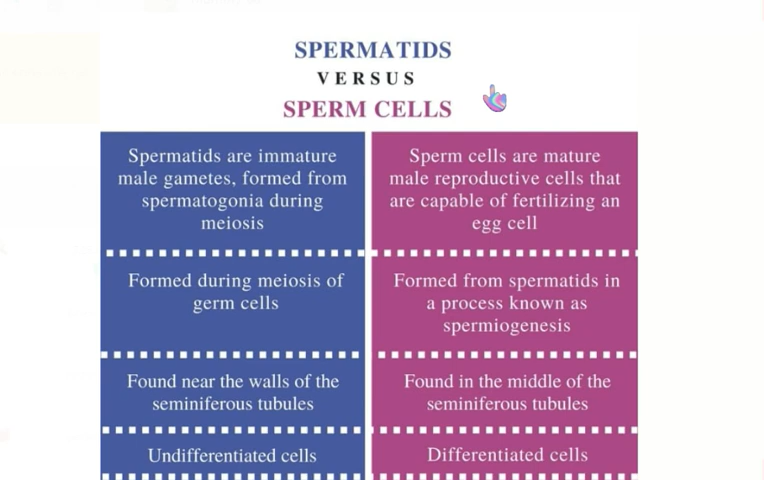 SPERMATIDS
VERSUS
SPERM CELLS
Spermatids are immature
male gametes, formed from
spermatogonia during
meiosis
Sperm cells are mature
male reproductive cells that
are capable of fertilizing an
egg cell
Formed during meiosis of
germ cells
Formed from spermatids in
a process known as
spermiogenesis
Found near the walls of the
seminiferous tubules
Found in the middle of the
seminiferous tubules
Undifferentiated cells
Differentiated cells